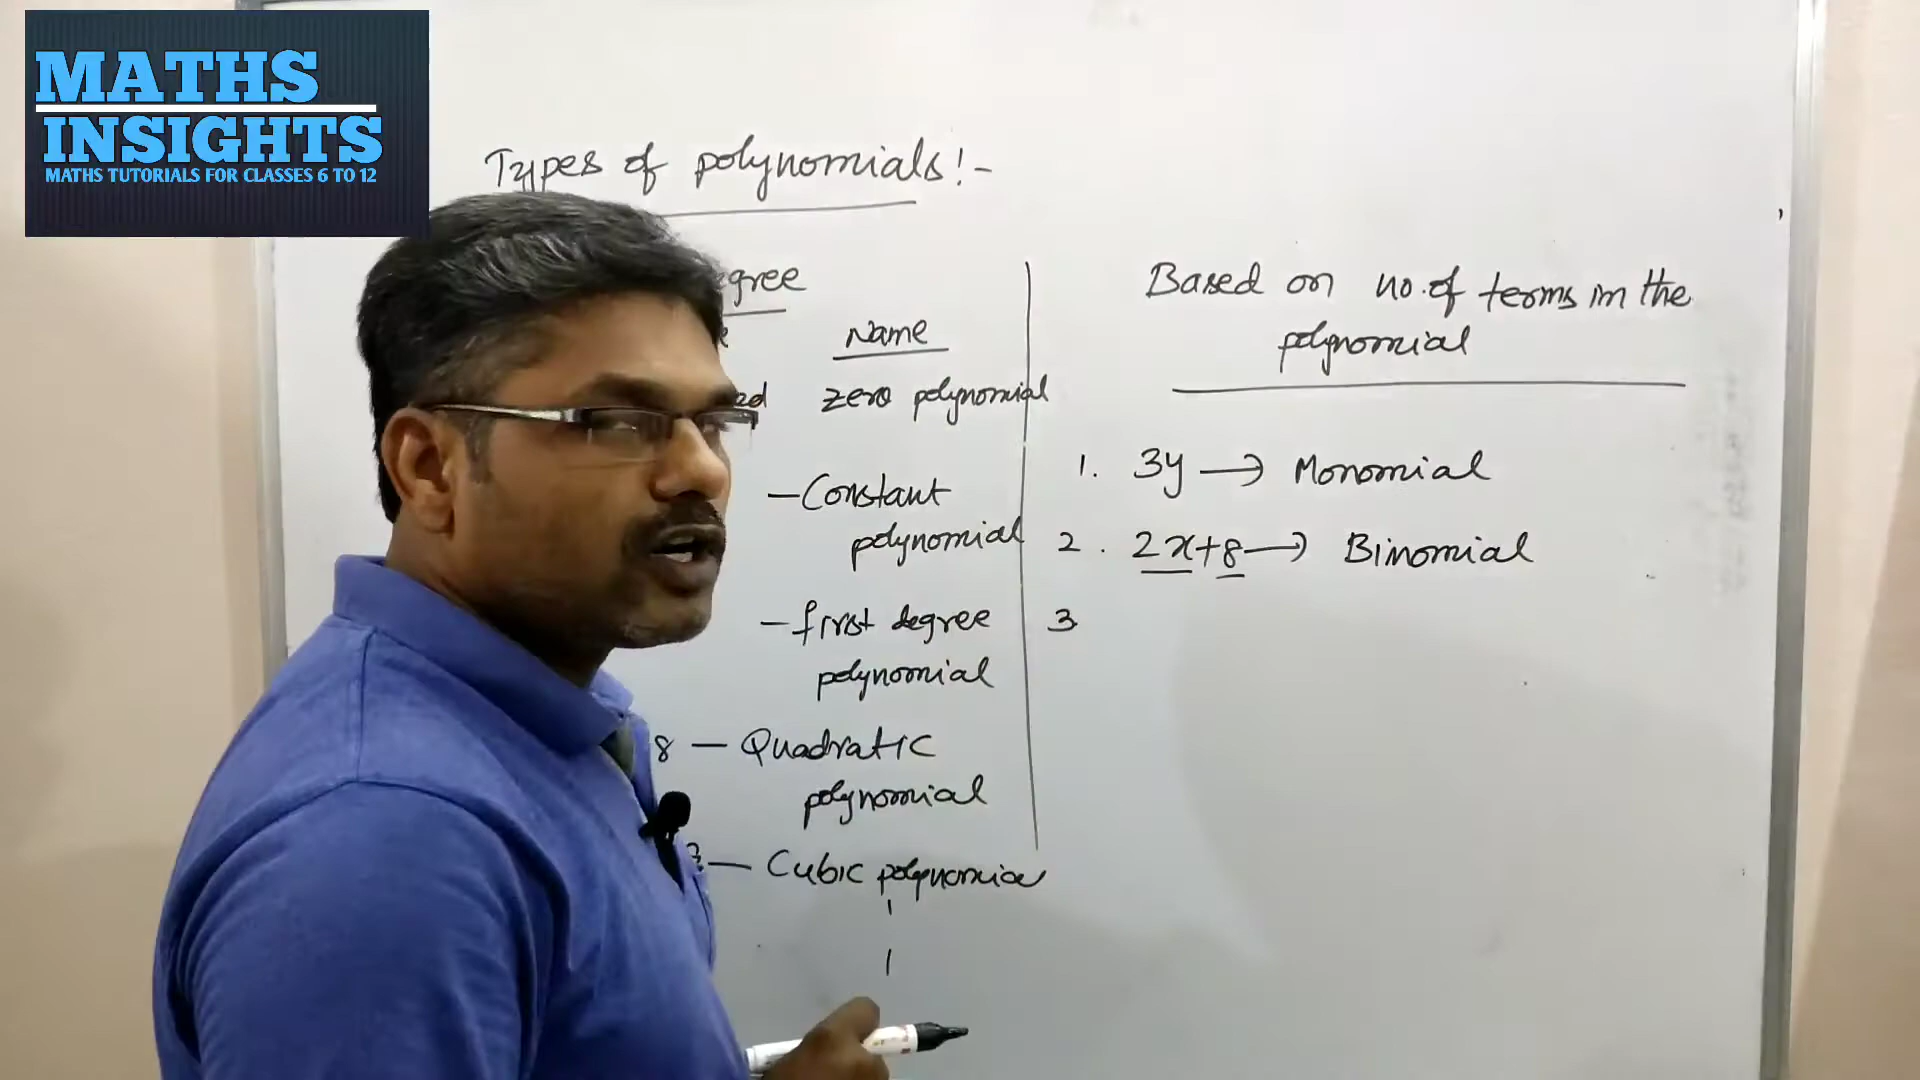 MATHS
INSIGHTS
MATHS TUTORIALS FOR CLASSES 6 TO 12
Types of polynomials!-
Name
zero polynomial
- Constant
polynomial
- first degree
polynomial
8 — Quadratic
polynomial
— Cubic polynomial
Based on no. of terms in the
polynomial
1. 3y → Monomial
2. 2x+8 → Binomial
3